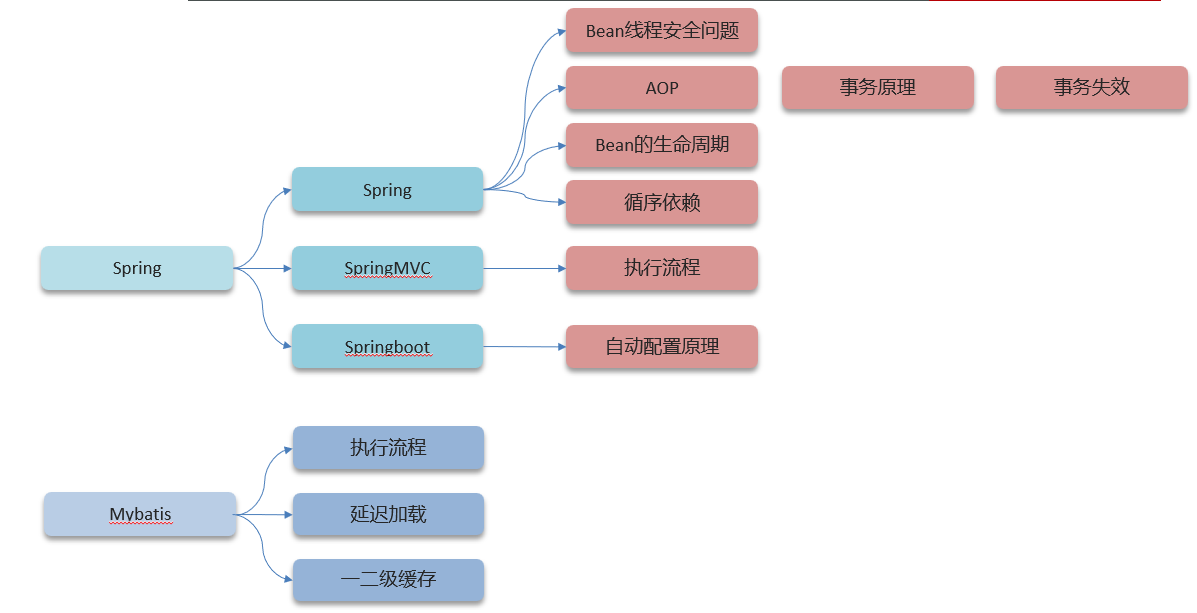 Bean线程安全问题
AOP
事务原理
事务失效
Bean的生命周期
Spring
循序依赖
Spring
SpringMVC
执行流程
Springboot
自动配置原理
执行流程
Mybatis
延迟加载
一二级缓存